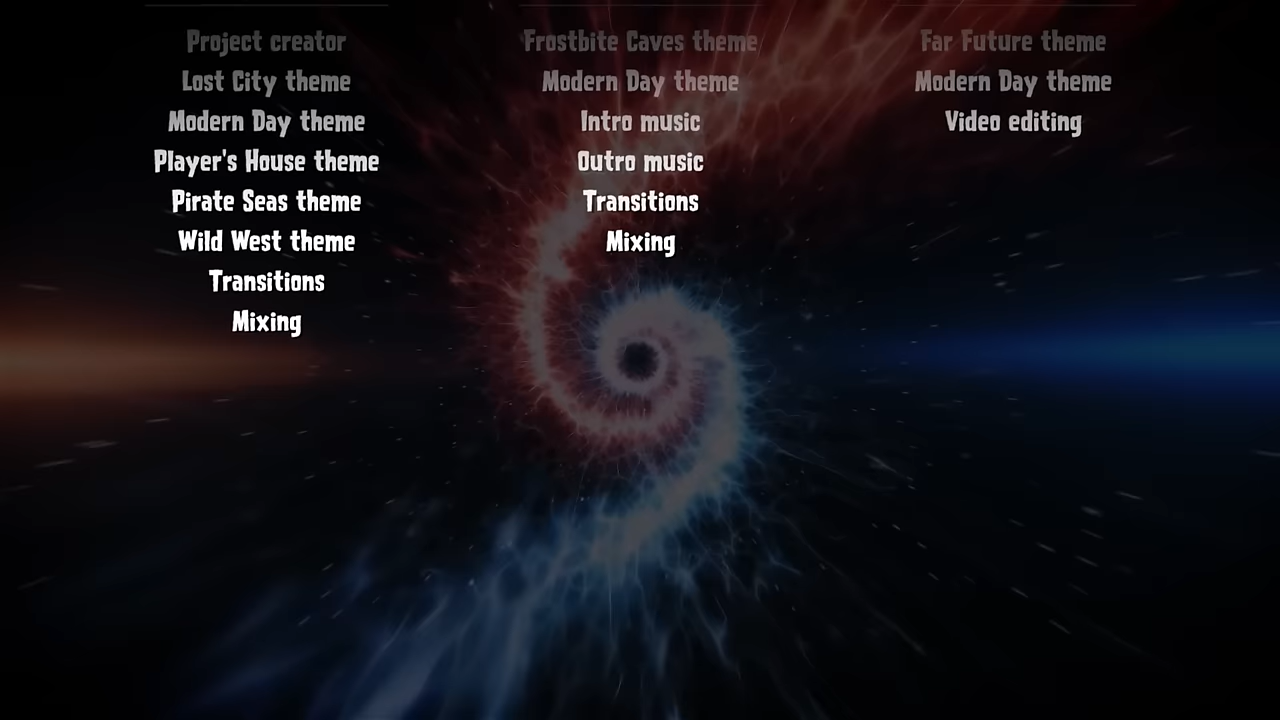 Project creator
Lost City theme
Modern Day theme
Player's House theme
Pirate Seas theme
Wild West theme
Transitions
Mixing
Frostbite Caves theme
Modern Day theme
Intro music
Outro music
Transitions
Mixing
Far Future theme
Modern Day theme
Video editing